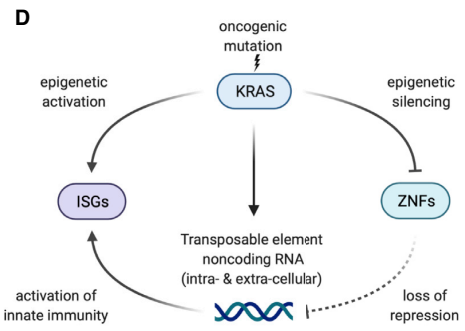 D
oncogenic
mutation
epigenetic
activation
KRAS
epigenetic
silencing
ISGs
ZNFs
Transposable element
noncoding RNA
(intra- & extra-cellular)
activation of
innate immunity
loss of
repression